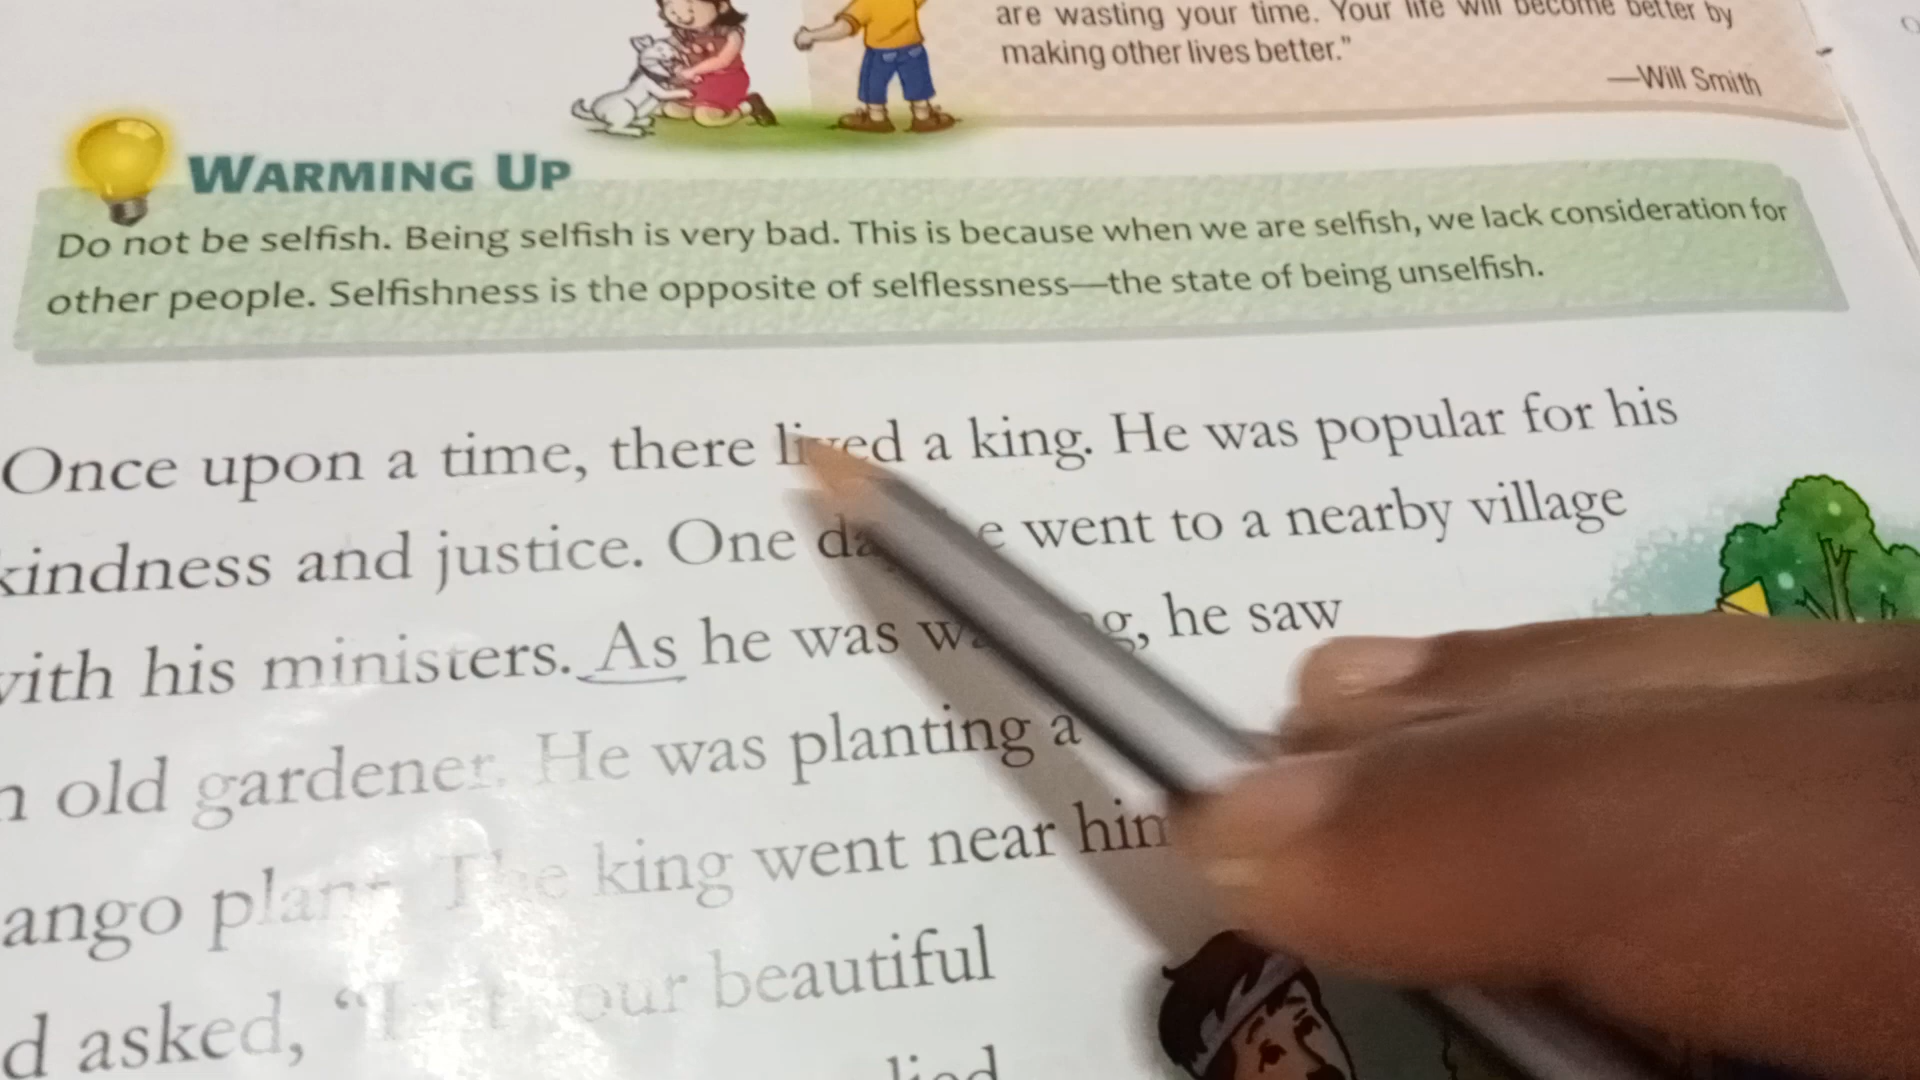 are wasting your time. Your life will become better by
making other lives better."
—Will Smith
WARMING UP
Do not be selfish. Being selfish is very bad. This is because when we are selfish, we lack consideration for
other people. Selfishness is the opposite of selflessness—the state of being unselfish.
Once upon a time, there lived a king. He was popular for his
kindness and justice. One went to a nearby village
with his ministers. As he was he saw
old gardener. He was planting a
ango plant. The king went near him
d asked, " our beautiful